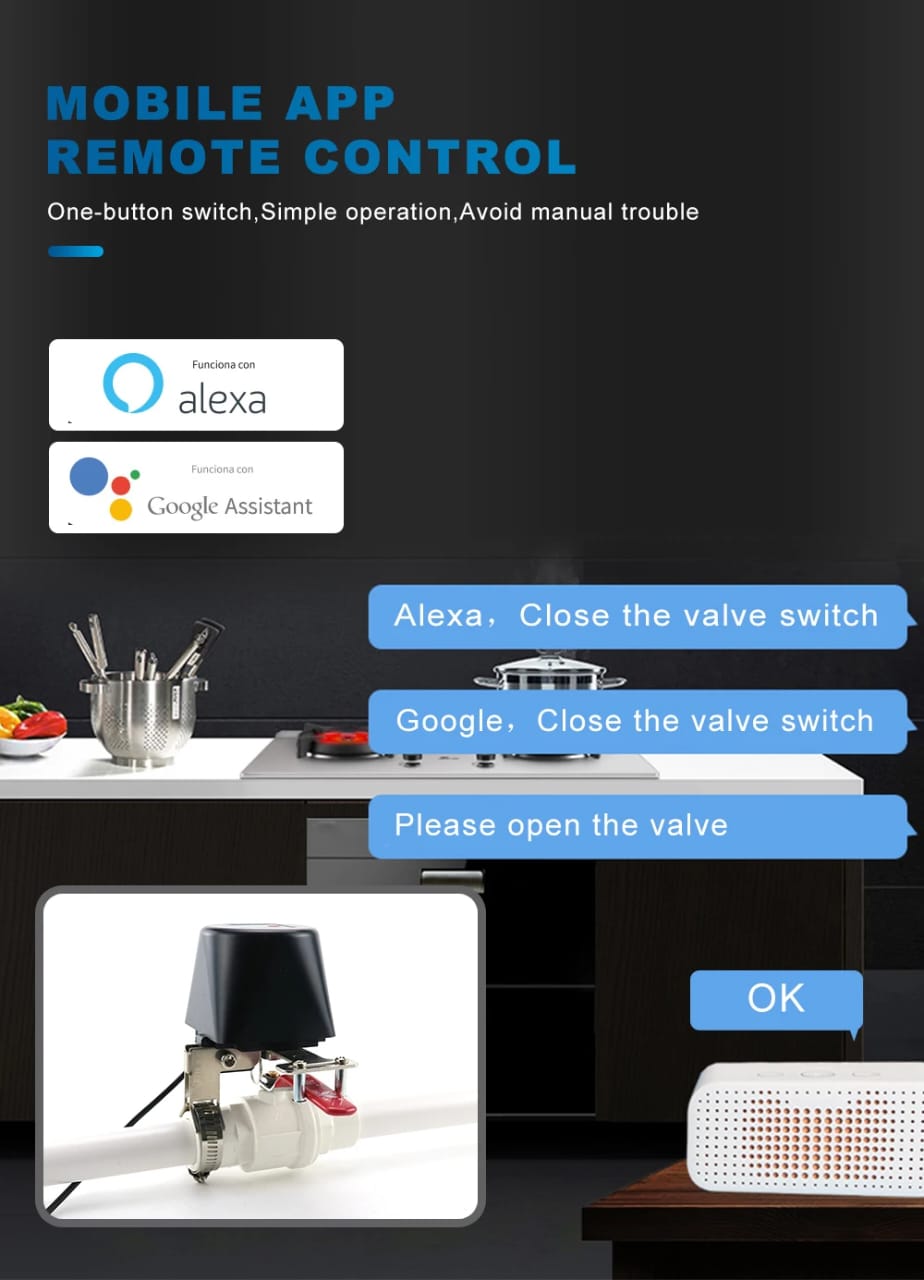 MOBILE APP
REMOTE CONTROL
One-button switch,Simple operation,Avoid manual trouble
Funciona con
alexa
Funciona con
Google Assistant
Alexa，Close the valve switch
Google，Close the valve switch
Please open the valve
OK